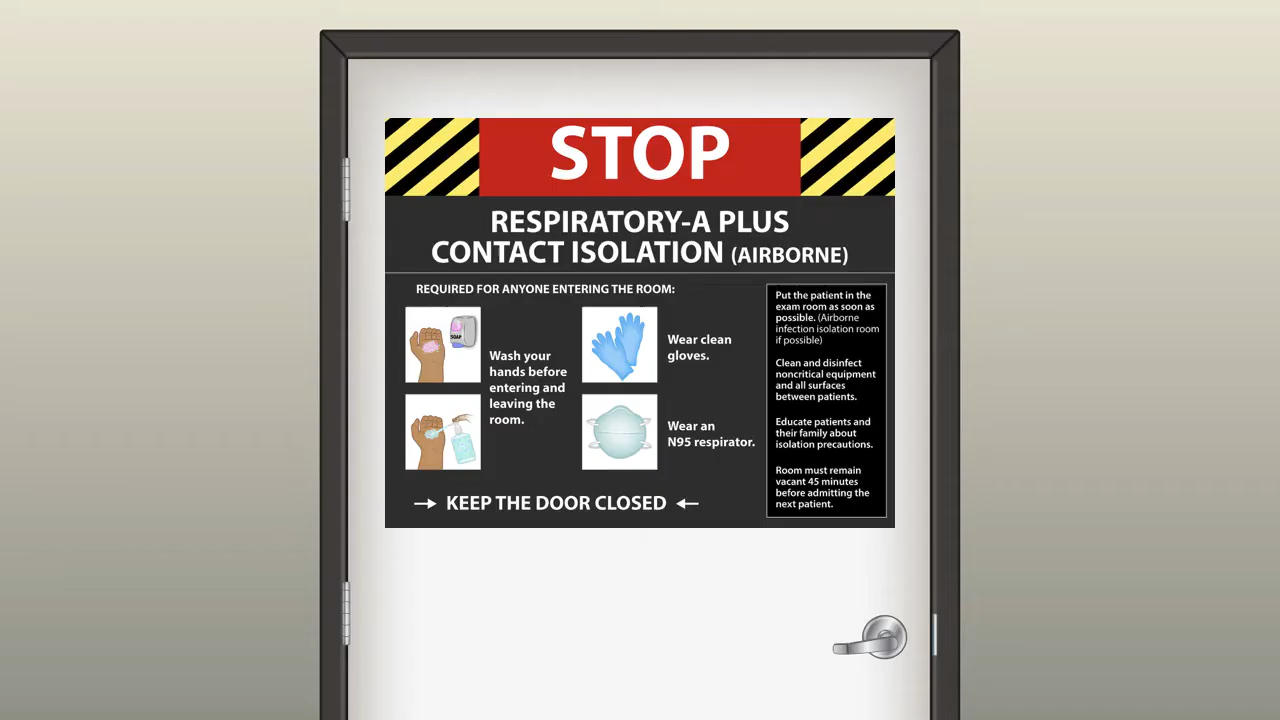 STOP
RESPIRATORY-A PLUS
CONTACT ISOLATION (AIRBORNE)
REQUIRED FOR ANYONE ENTERING THE ROOM:
SOAP
Wash your
hands before
entering and
leaving the
room.
Wear clean
gloves.
Wear an
N95 respirator.
→ KEEP THE DOOR CLOSED ←
Put the patient in the
exam room as soon as
possible. (Airborne
infection isolation room
if possible)
Clean and disinfect
noncritical equipment
and all surfaces
between patients.
Educate patients and
their family about
isolation precautions.
Room must remain
vacant 45 minutes
before admitting the
next patient.